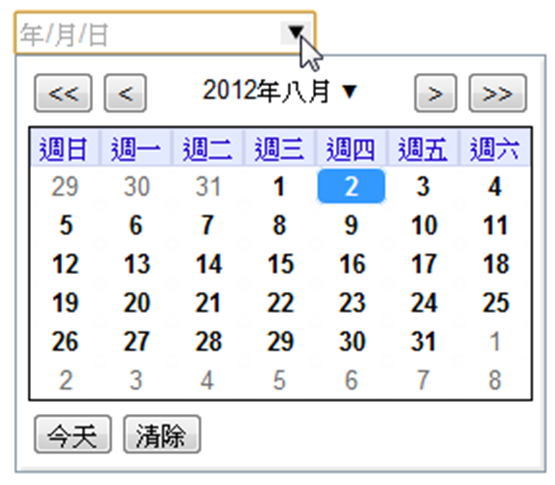 年/月/日 ▼
<< < 2012年八月 ▼ > >>
週日 週一 週二 週三 週四 週五 週六
29 30 31 1 2 3 4
5 6 7 8 9 10 11
12 13 14 15 16 17 18
19 20 21 22 23 24 25
26 27 28 29 30 31 1
2 3 4 5 6 7 8
今天 清除